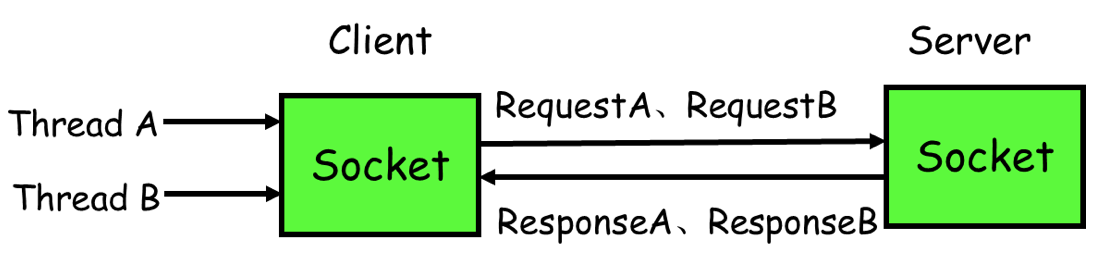 Client
Server
Thread A
Thread B
Socket
RequestA、RequestB
ResponseA、ResponseB
Socket